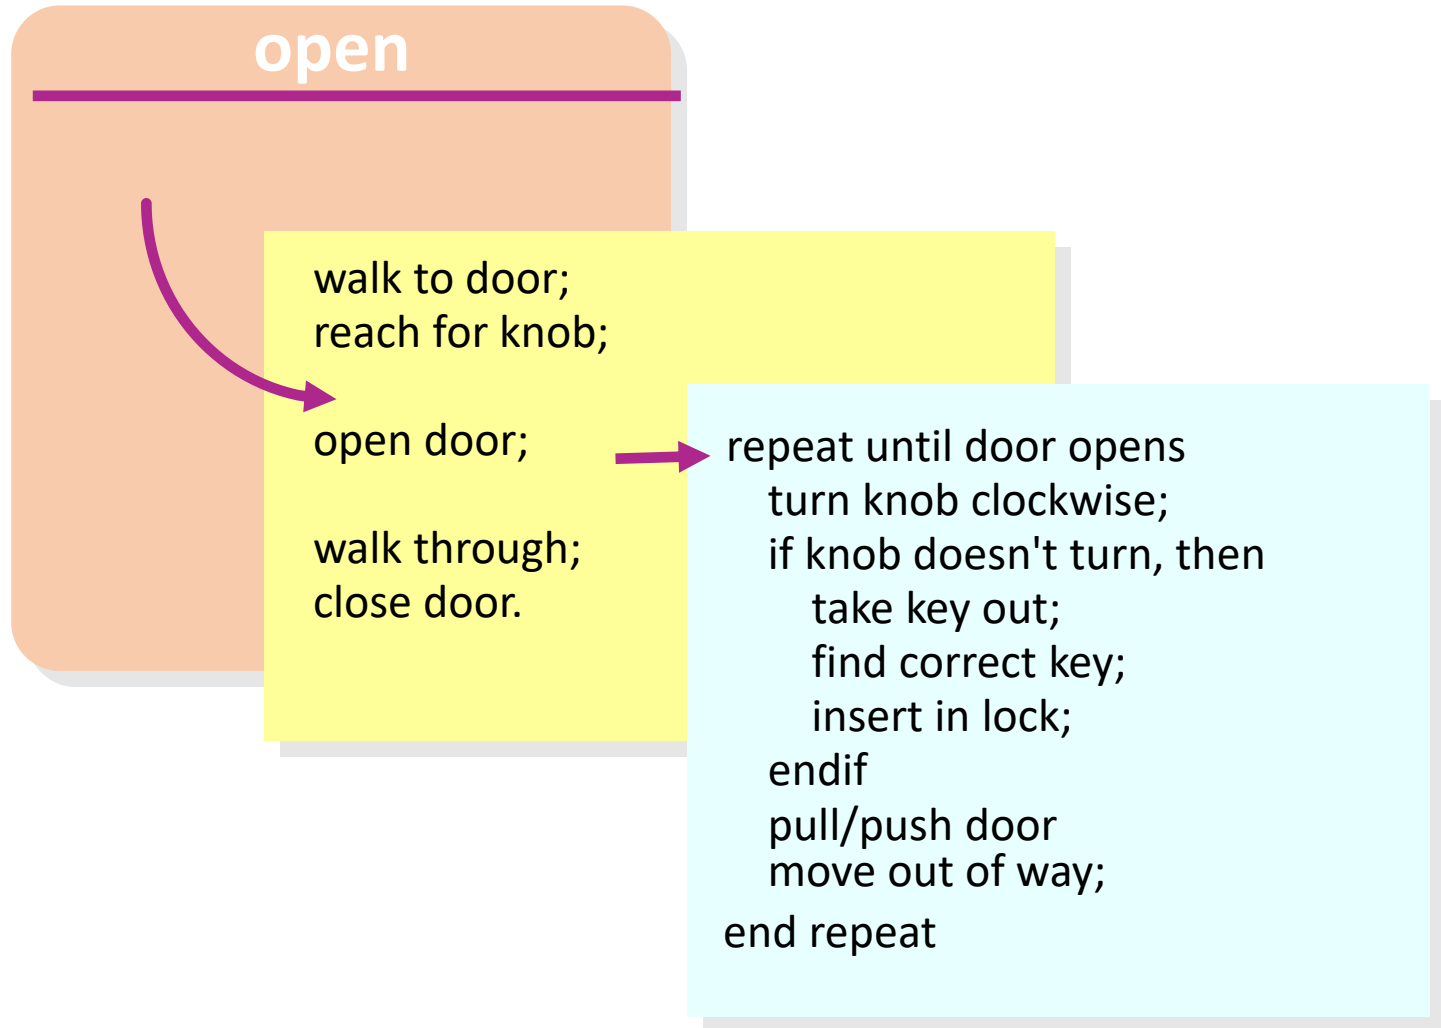 open
walk to door;
reach for knob;
open door;
walk through;
close door.
repeat until door opens
turn knob clockwise;
if knob doesn't turn, then
take key out;
find correct key;
insert in lock;
endif
pull/push door
move out of way;
end repeat